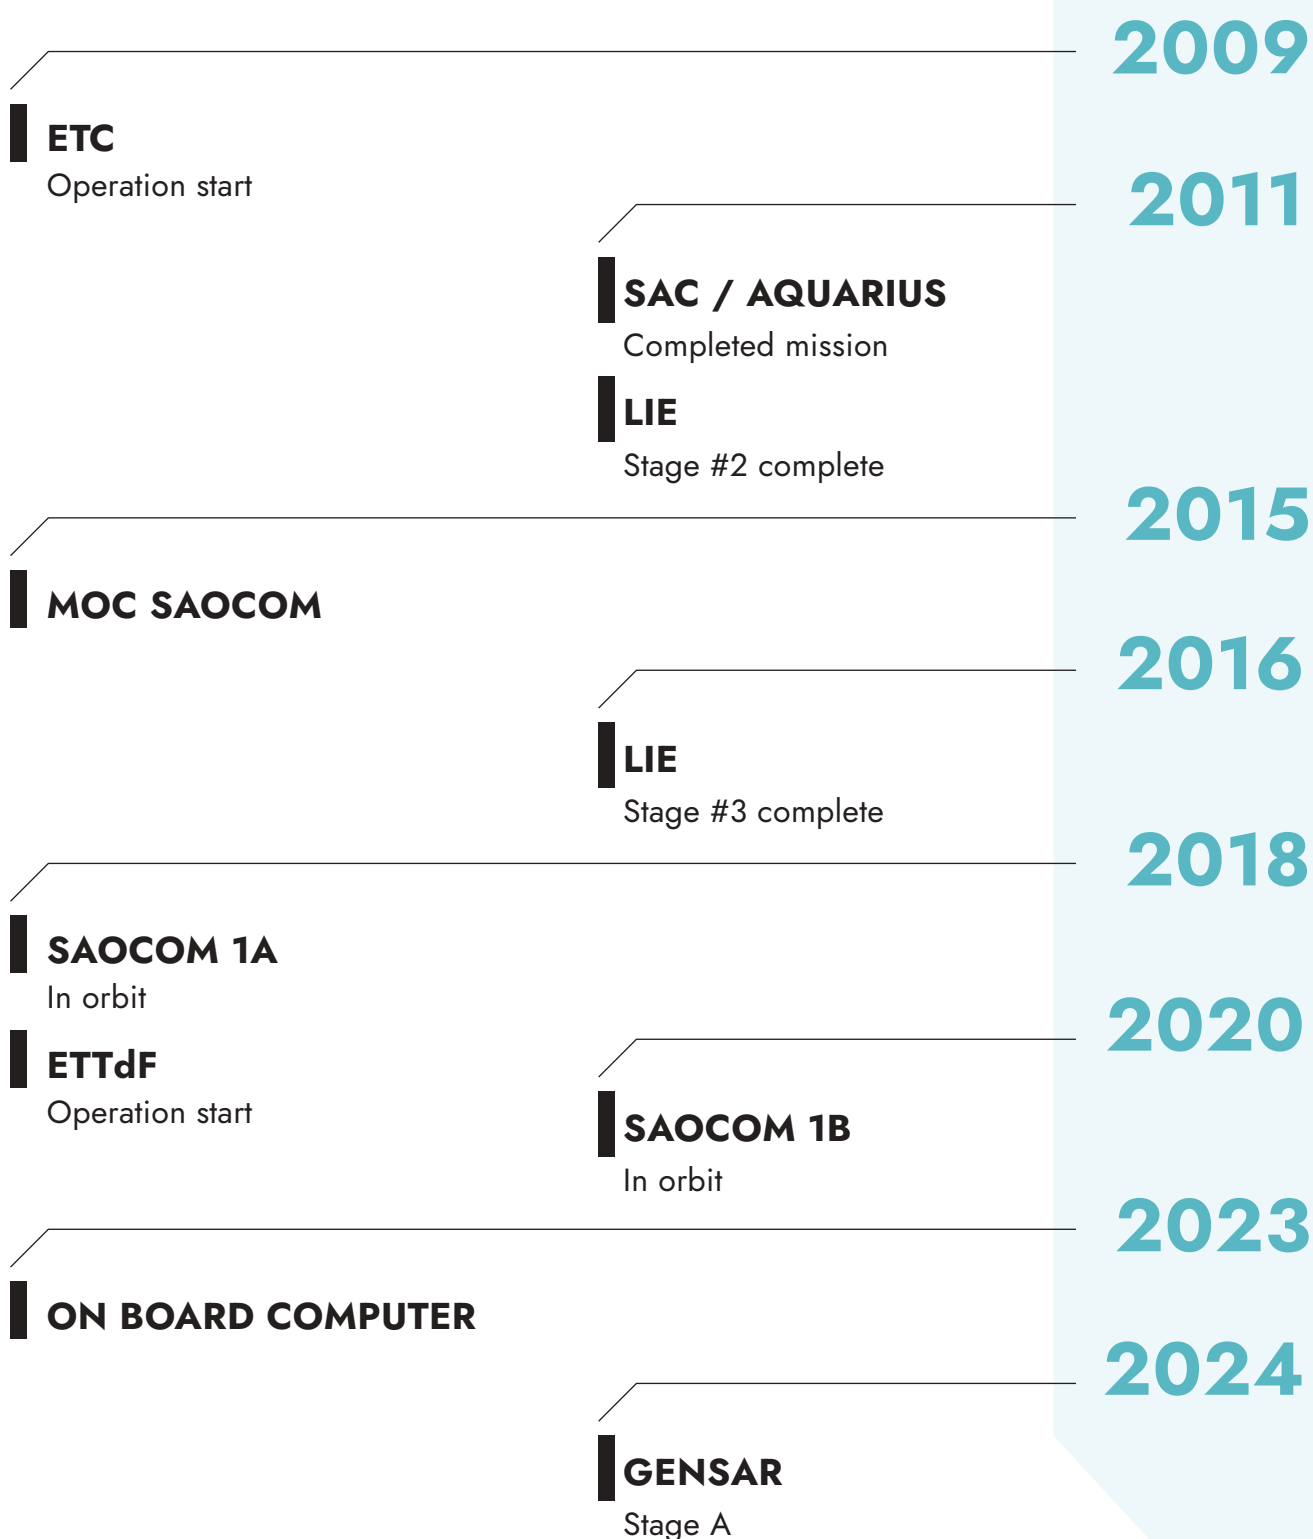 2009
ETC
Operation start
2011
SAC / AQUARIUS
Completed mission
LIE
Stage #2 complete
2015
MOC SAOCOM
2016
LIE
Stage #3 complete
2018
SAOCOM 1A
In orbit
ETTdF
Operation start
2020
SAOCOM 1B
In orbit
2023
ON BOARD COMPUTER
2024
GENSAR
Stage A